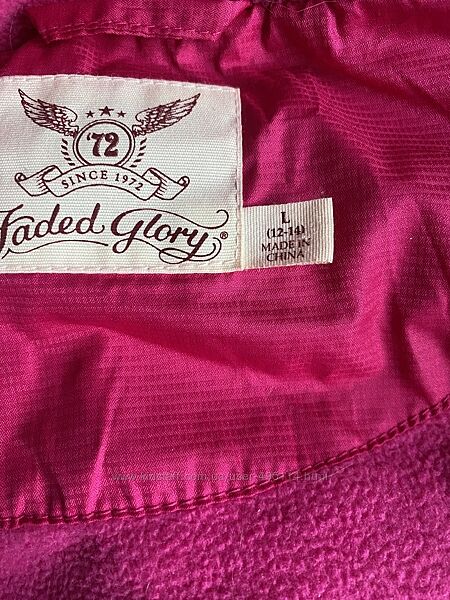 '72
SINCE 1972
Faded Glory®
L
(12-14)
MADE IN
CHINA